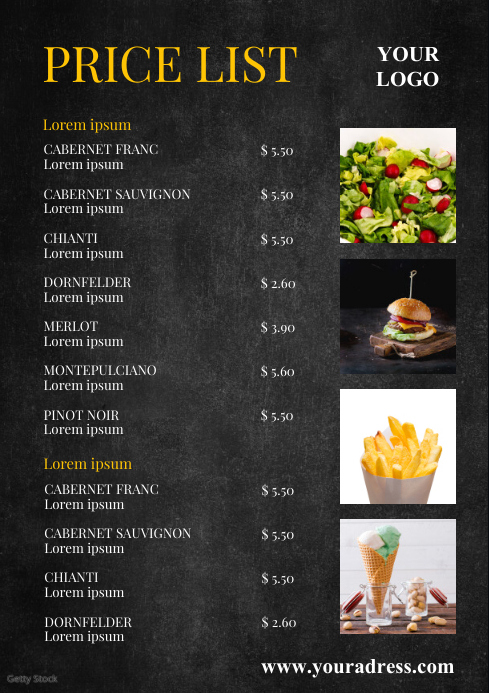 PRICE LIST
YOUR
LOGO
Lorem ipsum
CABERNET FRANC $ 5.50
Lorem ipsum
CABERNET SAUVIGNON $ 5.50
Lorem ipsum
CHIANTI $ 5.50
Lorem ipsum
DORNFELDER $ 2.60
Lorem ipsum
MERLOT $ 3.90
Lorem ipsum
MONTEPULCIANO $ 5.60
Lorem ipsum
PINOT NOIR $ 5.50
Lorem ipsum
Lorem ipsum
CABERNET FRANC $ 5.50
Lorem ipsum
CABERNET SAUVIGNON $ 5.50
Lorem ipsum
CHIANTI $ 5.50
Lorem ipsum
DORNFELDER $ 2.60
Lorem ipsum
www.youradress.com
Getty Stock